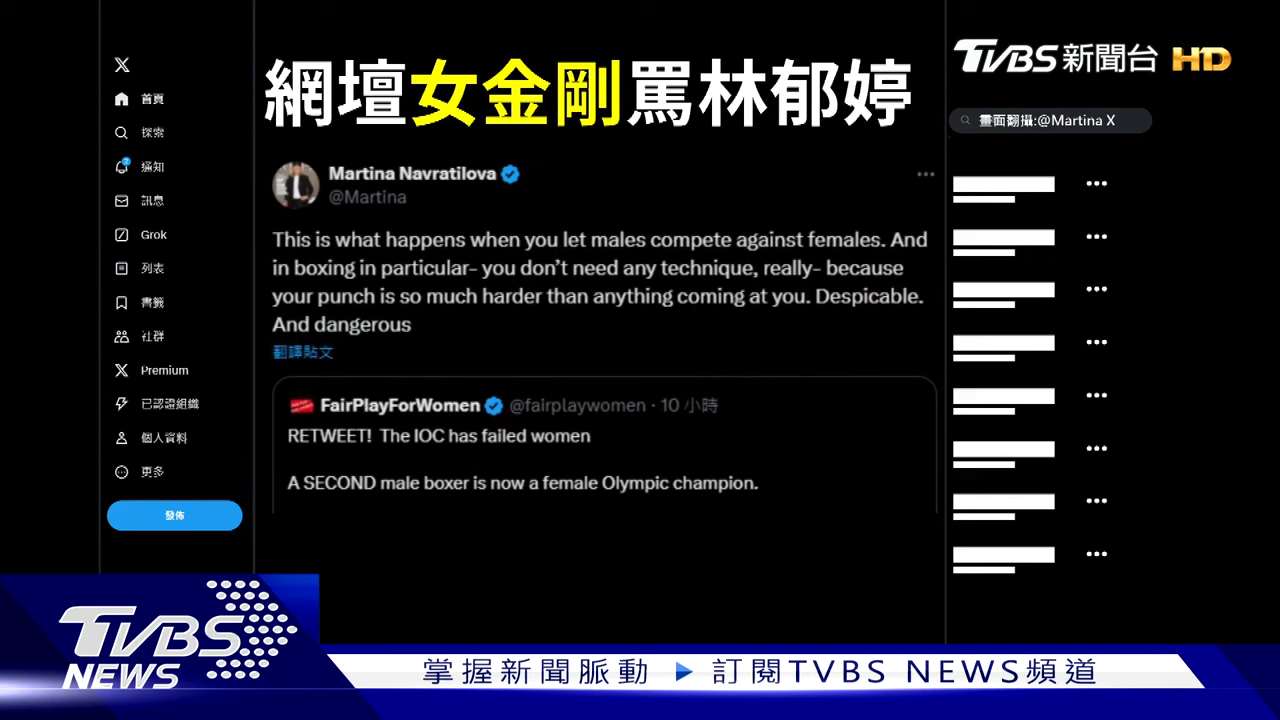 網壇女金剛罵林郁婷
TVBS新聞台 HD
畫面翻攝:@Martina X
X
首頁
探索
通知
2
訊息
Grok
列表
書籤
社群
Premium
已認證組織
個人資料
更多
發佈
Martina Navratilova
@Martina
This is what happens when you let males compete against females. And
in boxing in particular- you don't need any technique, really- because
your punch is so much harder than anything coming at you. Despicable.
And dangerous
翻譯貼文
FairPlayForWomen @fairplaywomen · 10 小時
RETWEET! The IOC has failed women
A SECOND male boxer is now a female Olympic champion.
TVBS
NEWS
掌握新聞脈動 ▶ 訂閱TVBS NEWS頻道